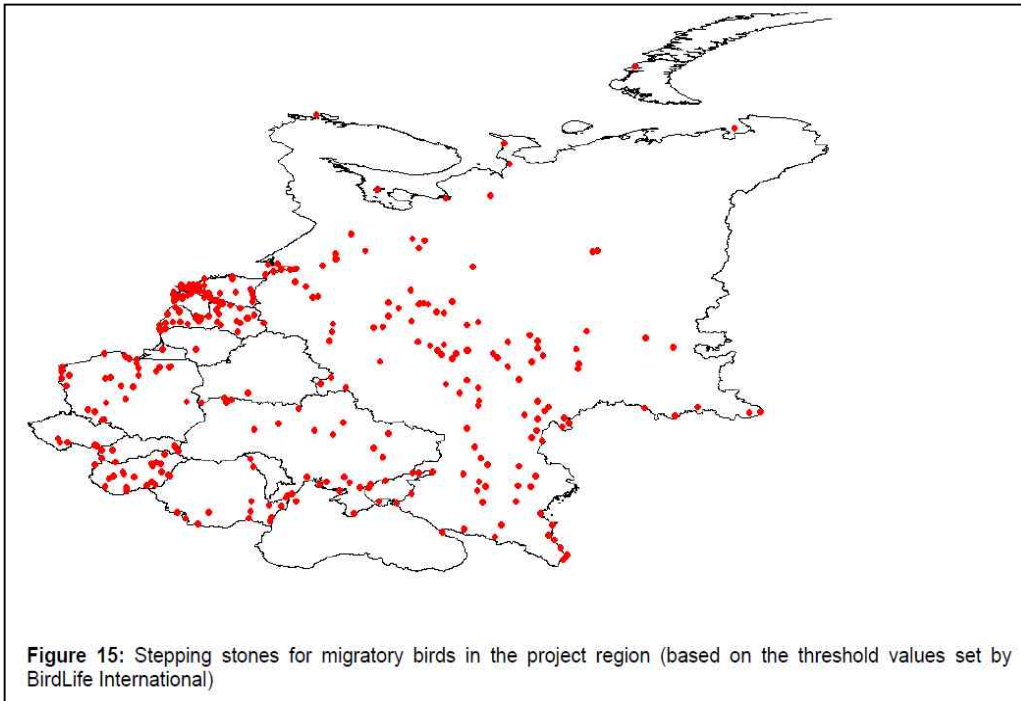 Figure 15: Stepping stones for migratory birds in the project region (based on the threshold values set by
BirdLife International)